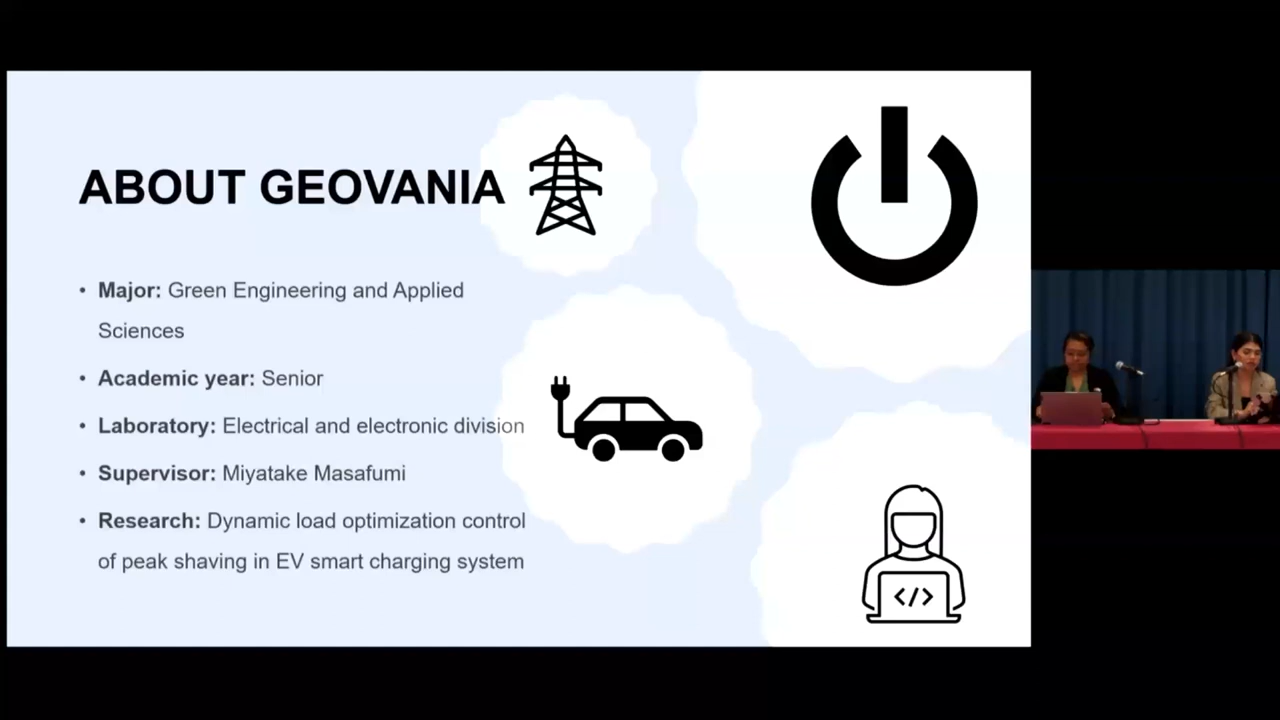 ABOUT GEOVANIA
• Major: Green Engineering and Applied
Sciences
• Academic year: Senior
• Laboratory: Electrical and electronic division
• Supervisor: Miyatake Masafumi
• Research: Dynamic load optimization control
of peak shaving in EV smart charging system
</>